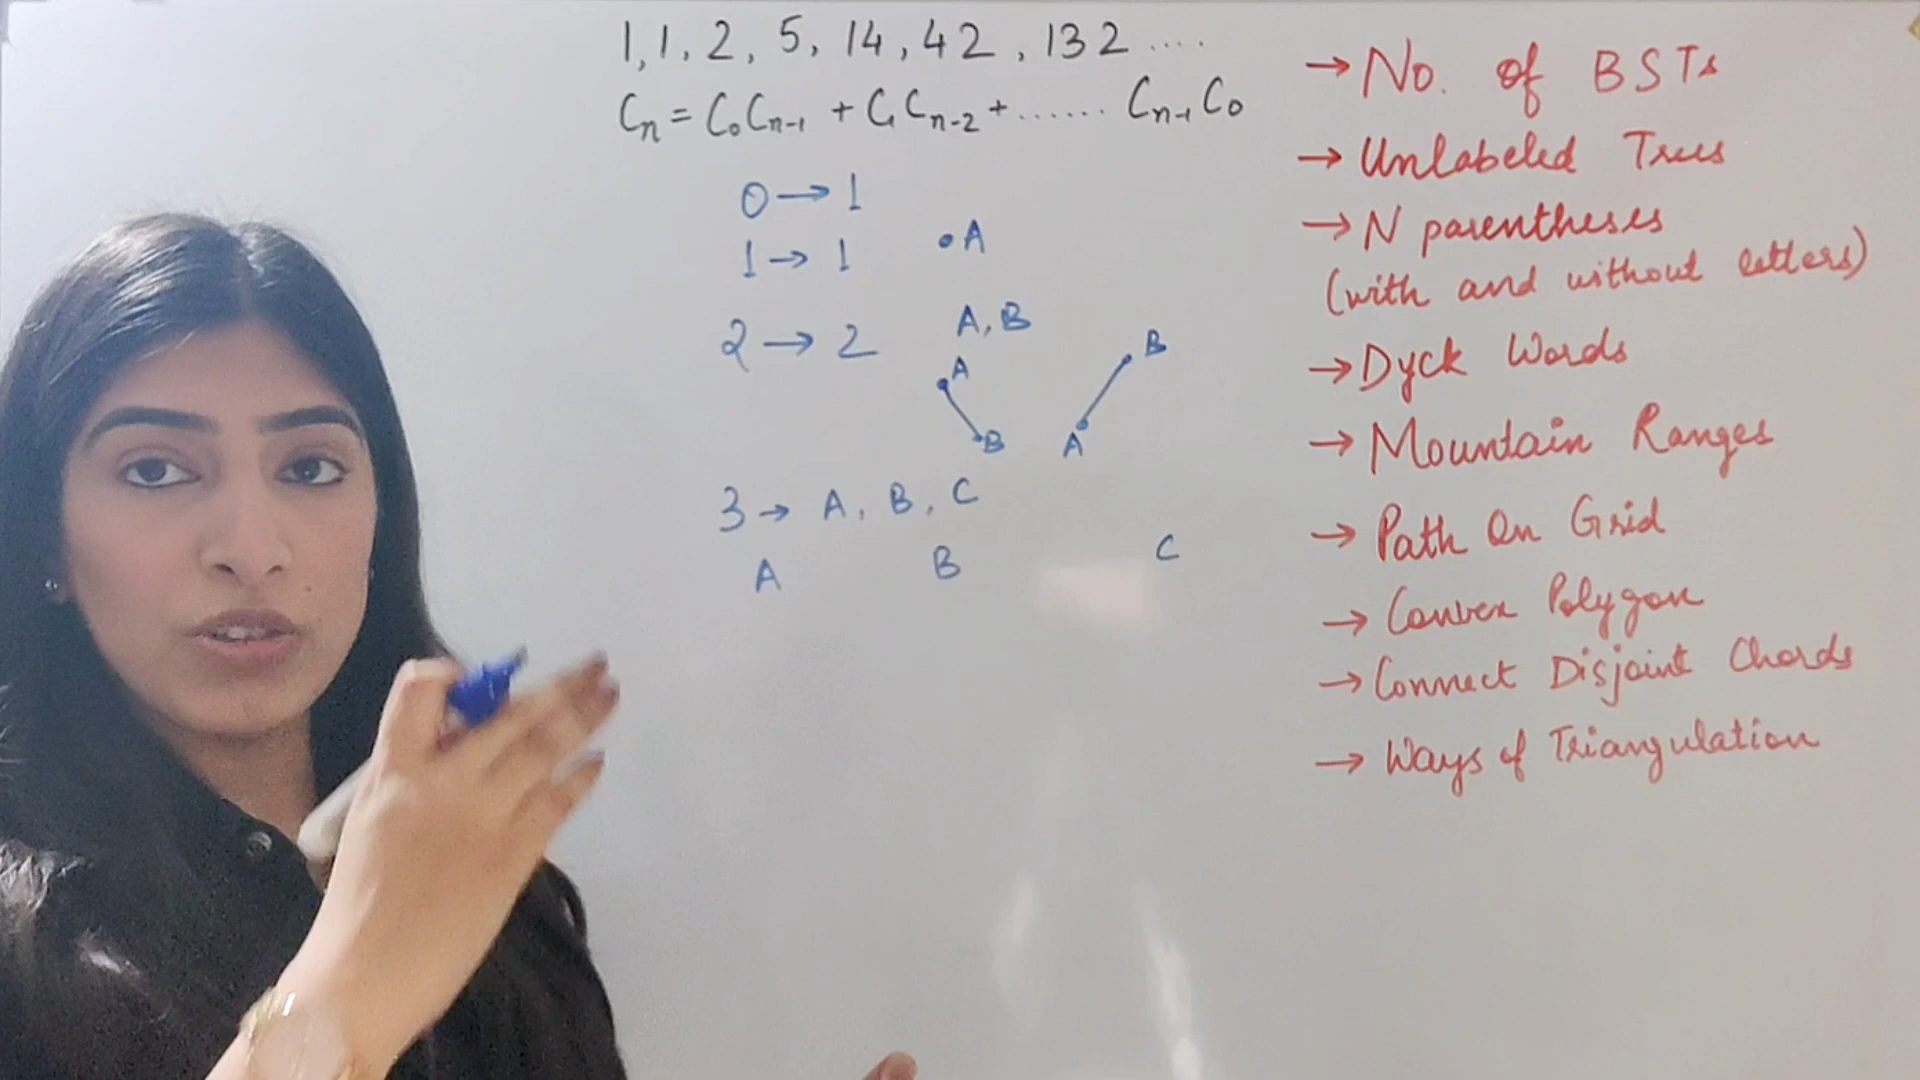 1, 1, 2, 5, 14, 42, 132 ....
Cn = C0Cn-1 + C1Cn-2 + ...... Cn-1C0
0 → 1
1 → 1 • A
2 → 2 A, B
A
B
B
A
3 → A, B, C
A B C
→ No. of BSTs
→ Unlabeled Trees
→ N parentheses
(with and without letters)
→ Dyck Words
→ Mountain Ranges
→ Path On Grid
→ Convex Polygon
→ Connect Disjoint Chords
→ Ways of Triangulation